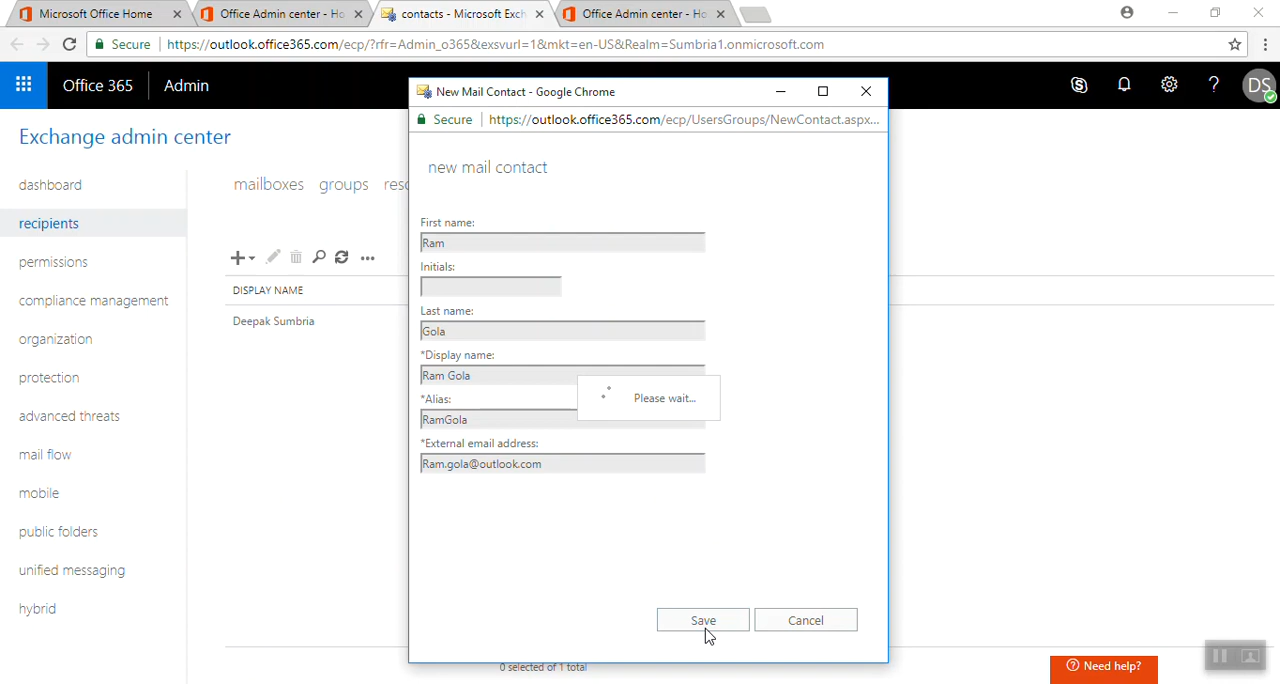 Microsoft Office Home
Office Admin center - Ho
contacts - Microsoft Exch
Office Admin center - Ho
Secure https://outlook.office365.com/ecp/?rfr=Admin_o365&exsvurl=1&mkt=en-US&Realm=Sumbria1.onmicrosoft.com
Office 365 Admin
? DS
New Mail Contact - Google Chrome
Secure https://outlook.office365.com/ecp/UsersGroups/NewContact.aspx...
Exchange admin center
dashboard
recipients
permissions
compliance management
organization
protection
advanced threats
mail flow
mobile
public folders
unified messaging
hybrid
mailboxes groups reso
DISPLAY NAME
Deepak Sumbria
new mail contact
First name:
Ram
Initials:
Last name:
Gola
*Display name:
Ram Gola
*Alias:
RamGola
*External email address:
Ram.gola@outlook.com
Please wait...
Save Cancel
0 selected of 1 total
Need help?